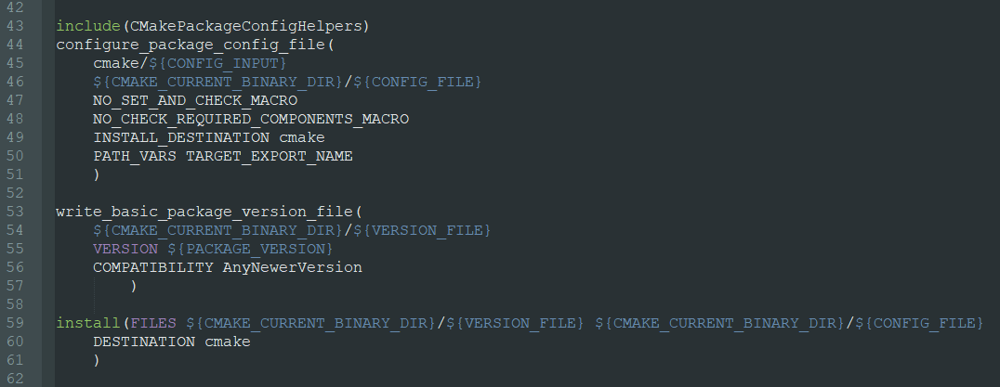 42
43 include(CMakePackageConfigHelpers)
44 configure_package_config_file(
45     cmake/${CONFIG_INPUT}
46     ${CMAKE_CURRENT_BINARY_DIR}/${CONFIG_FILE}
47     NO_SET_AND_CHECK_MACRO
48     NO_CHECK_REQUIRED_COMPONENTS_MACRO
49     INSTALL_DESTINATION cmake
50     PATH_VARS TARGET_EXPORT_NAME
51     )
52
53 write_basic_package_version_file(
54     ${CMAKE_CURRENT_BINARY_DIR}/${VERSION_FILE}
55     VERSION ${PACKAGE_VERSION}
56     COMPATIBILITY AnyNewerVersion
57         )
58
59 install(FILES ${CMAKE_CURRENT_BINARY_DIR}/${VERSION_FILE} ${CMAKE_CURRENT_BINARY_DIR}/${CONFIG_FILE}
60     DESTINATION cmake
61     )
62